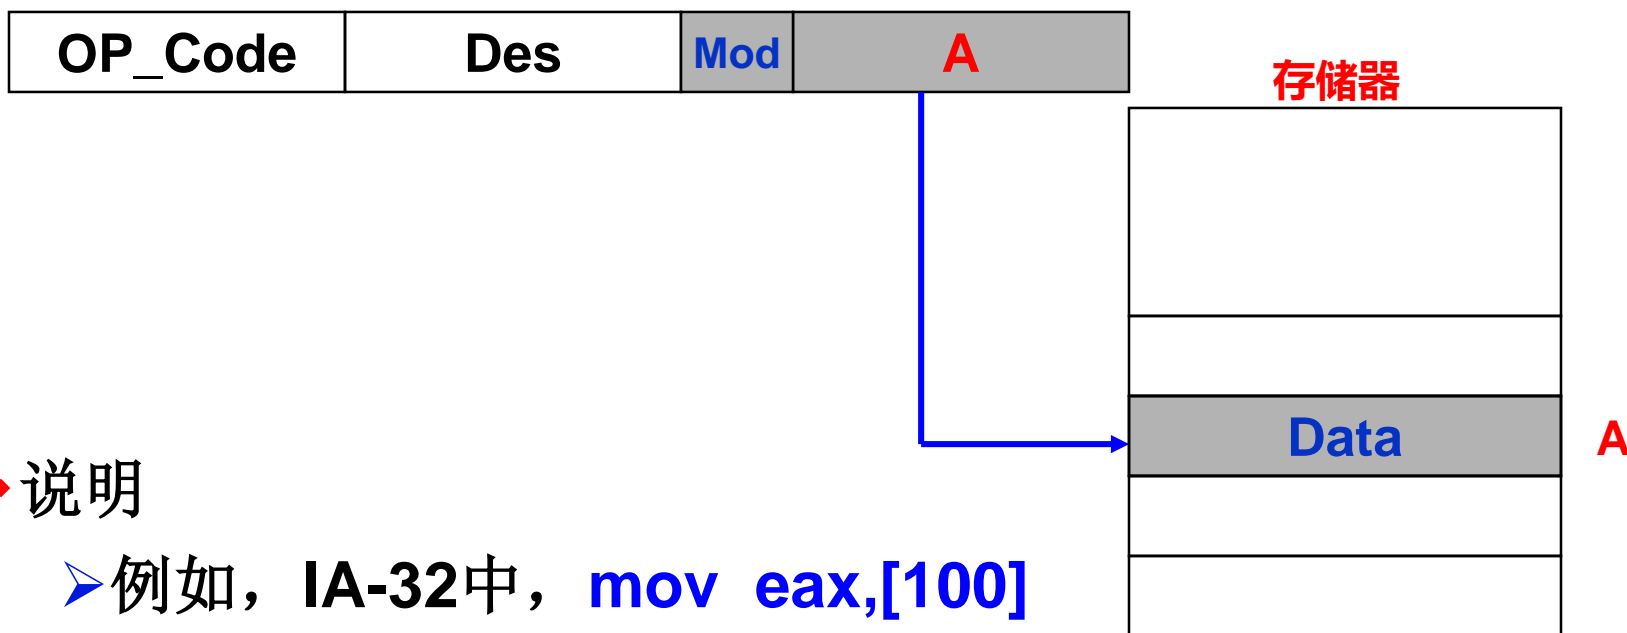 OP_Code Des Mod A
存储器
Data A
说明
例如，IA-32中，mov eax,[100]